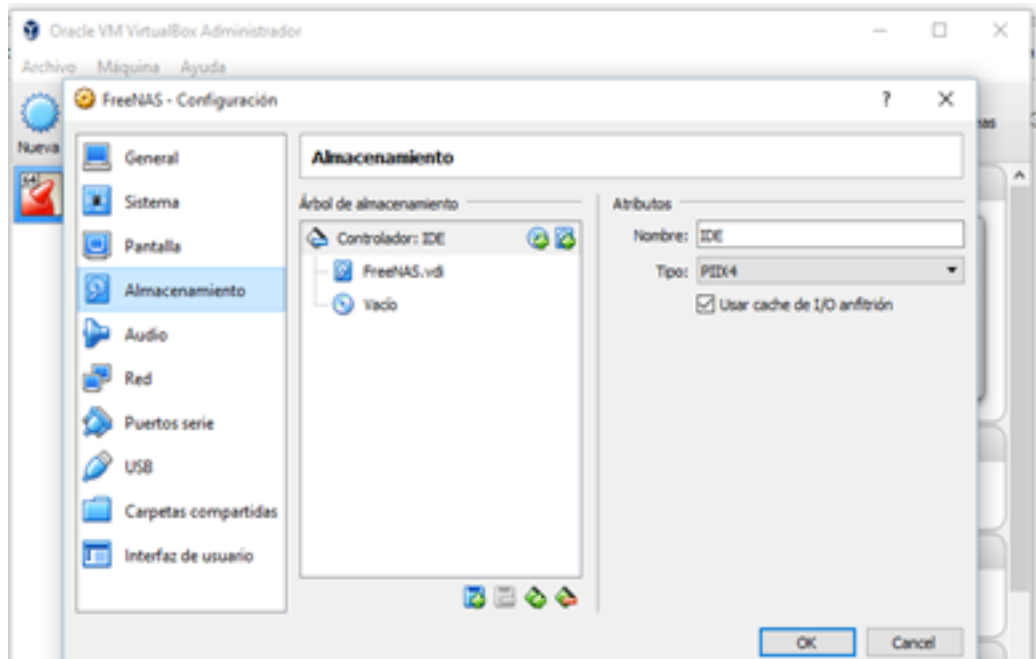 Oracle VM VirtualBox Administrador
Archivo Máquina Ayuda
FreeNAS - Configuración
?
Nueva
64
General
Almacenamiento
Sistema
Árbol de almacenamiento
Atributos
Controlador: IDE
Nombre: IDE
Pantalla
FreeNAS.vdi
Tipo: PIIX4
Almacenamiento
Vacío
Usar cache de I/O anfitrión
Audio
Red
Puertos serie
USB
Carpetas compartidas
Interfaz de usuario
OK Cancel